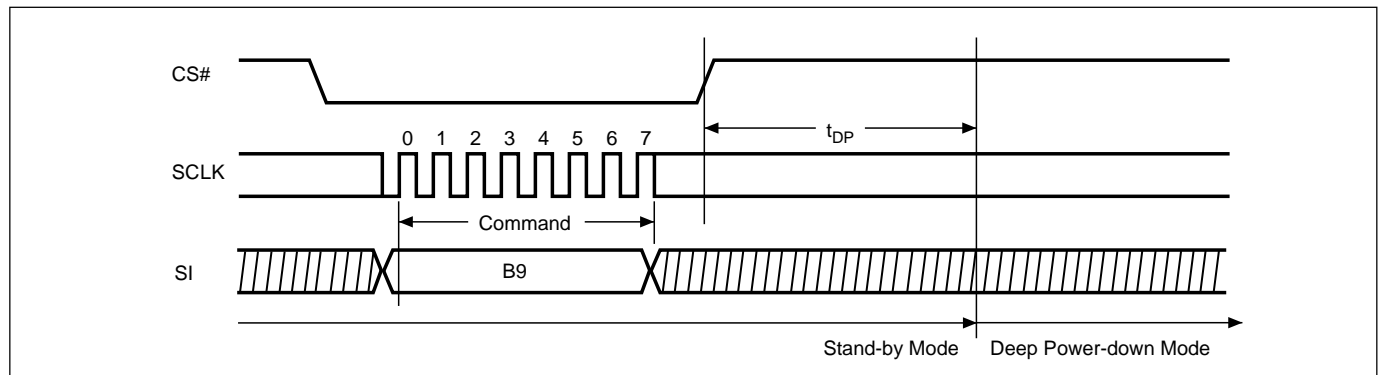 CS#
t_DP
0 1 2 3 4 5 6 7
SCLK
Command
SI
B9
Stand-by Mode
Deep Power-down Mode